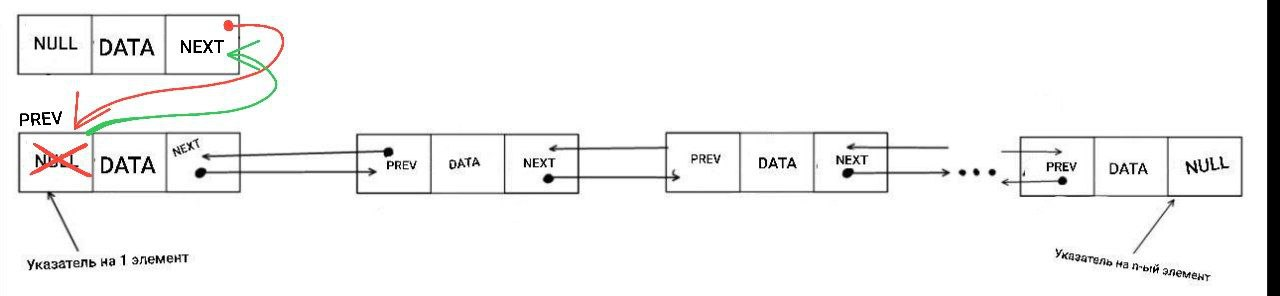 NULL DATA NEXT
PREV
NULL DATA NEXT PREV DATA NEXT PREV DATA NEXT ... PREV DATA NULL
Указатель на 1 элемент
Указатель на n-ый элемент